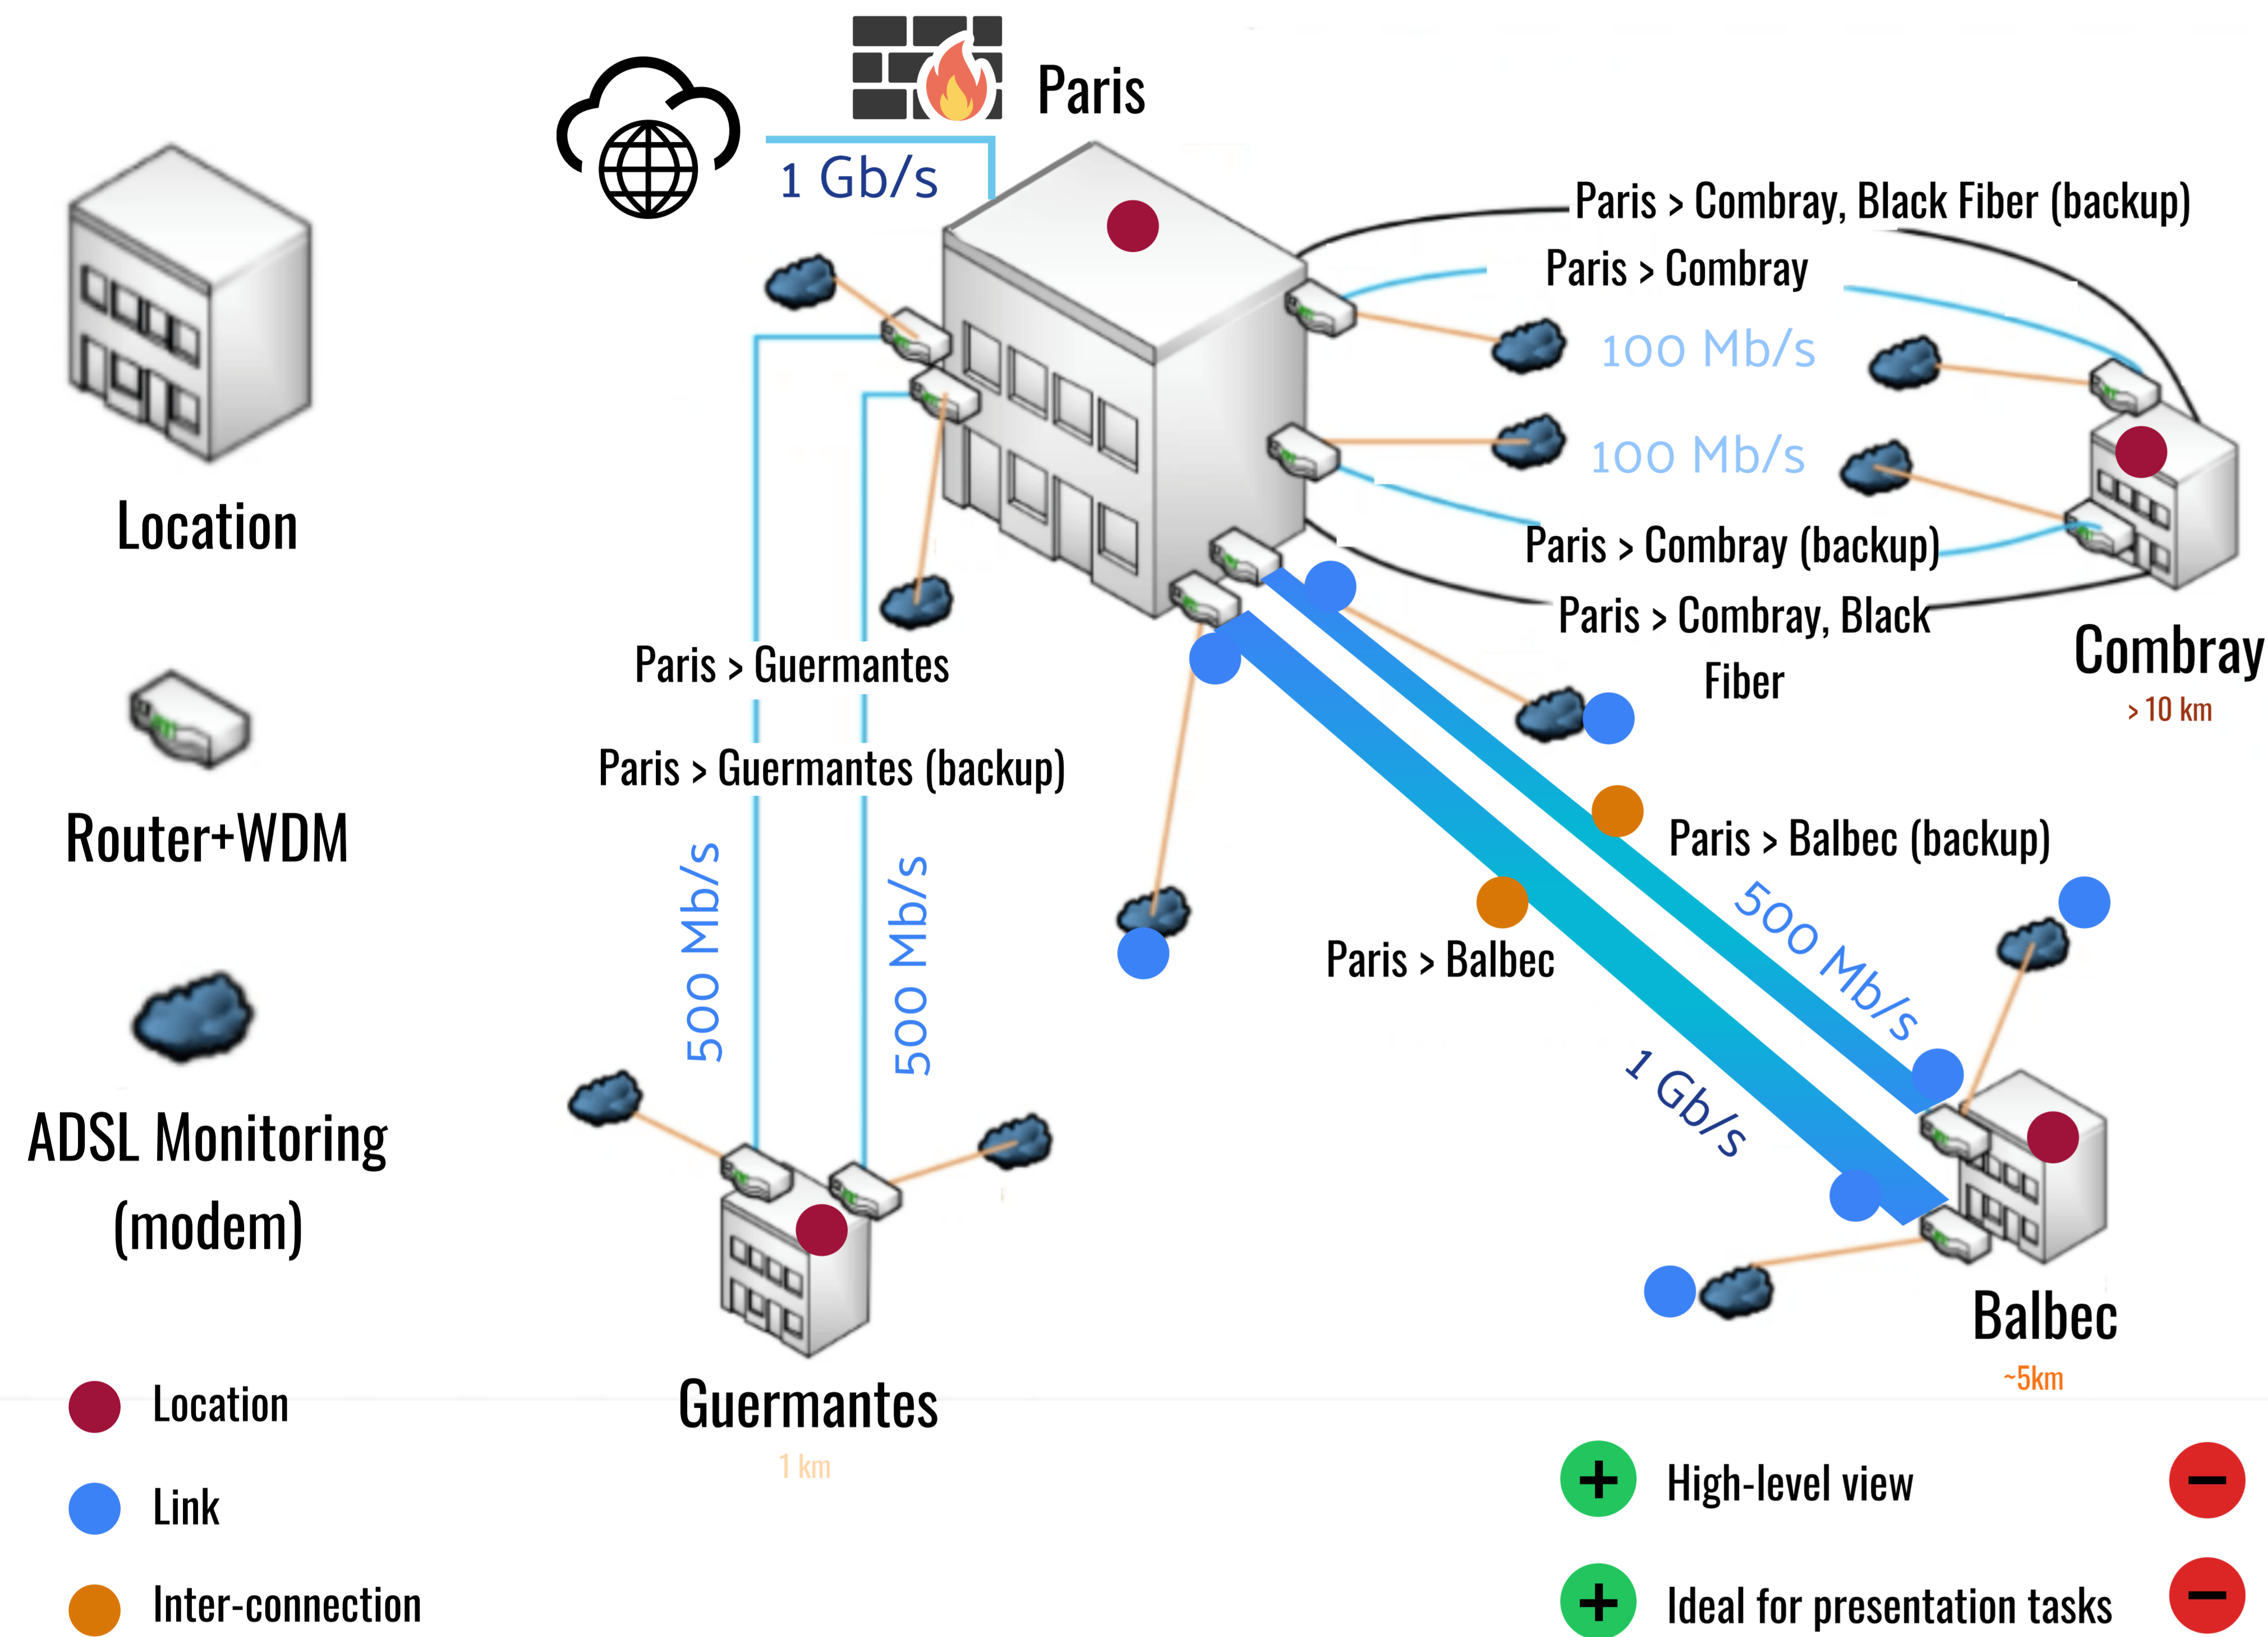 Paris
1 Gb/s
Paris > Combray, Black Fiber (backup)
Paris > Combray
100 Mb/s
100 Mb/s
Paris > Combray (backup)
Paris > Combray, Black
Fiber
Combray
> 10 km
Location
Router+WDM
ADSL Monitoring
(modem)
Paris > Guermantes
Paris > Guermantes (backup)
500 Mb/s
500 Mb/s
Paris > Balbec (backup)
500 Mb/s
Paris > Balbec
1 Gb/s
Balbec
~5km
Guermantes
1 km
Location
Link
Inter-connection
High-level view
Ideal for presentation tasks